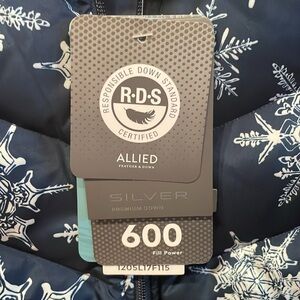 RESPONSIBLE DOWN STANDARD
R·D·S
CERTIFIED
ALLIED
FEATHER & DOWN
SILVER
PREMIUM DOWN
600
Fill Power